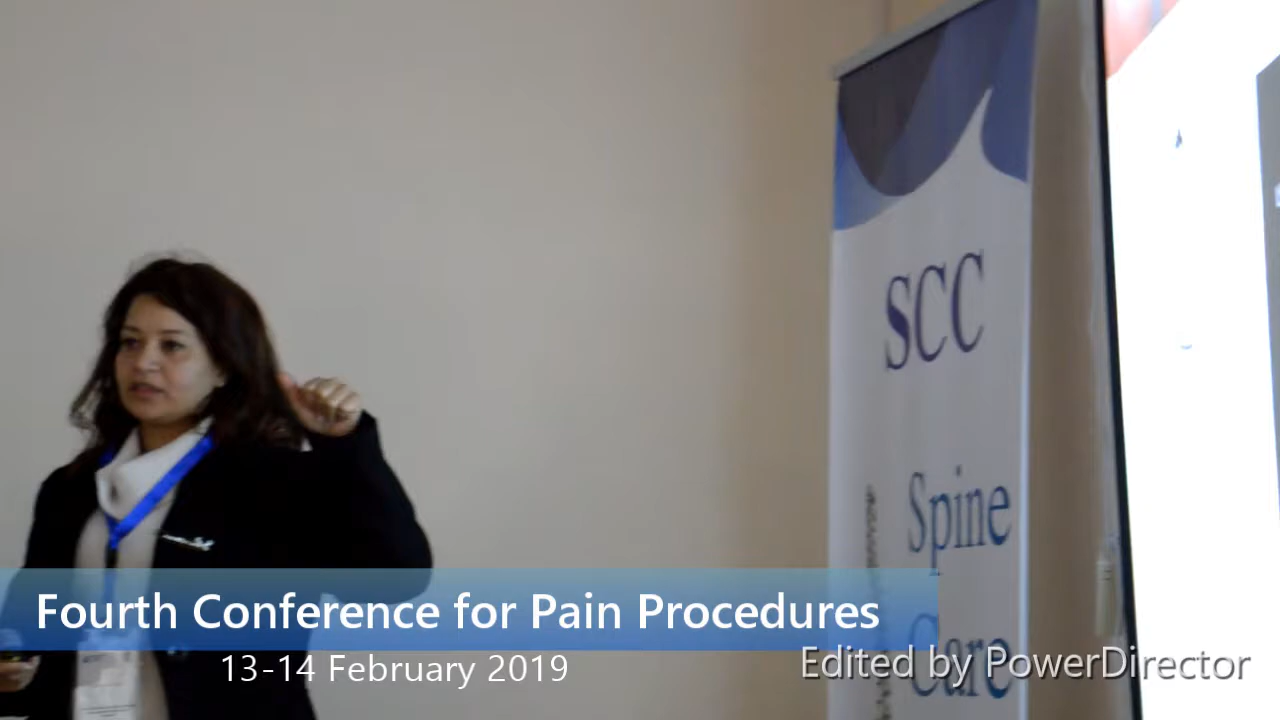 SCC
Spine
Care
Fourth Conference for Pain Procedures
13-14 February 2019
Edited by PowerDirector